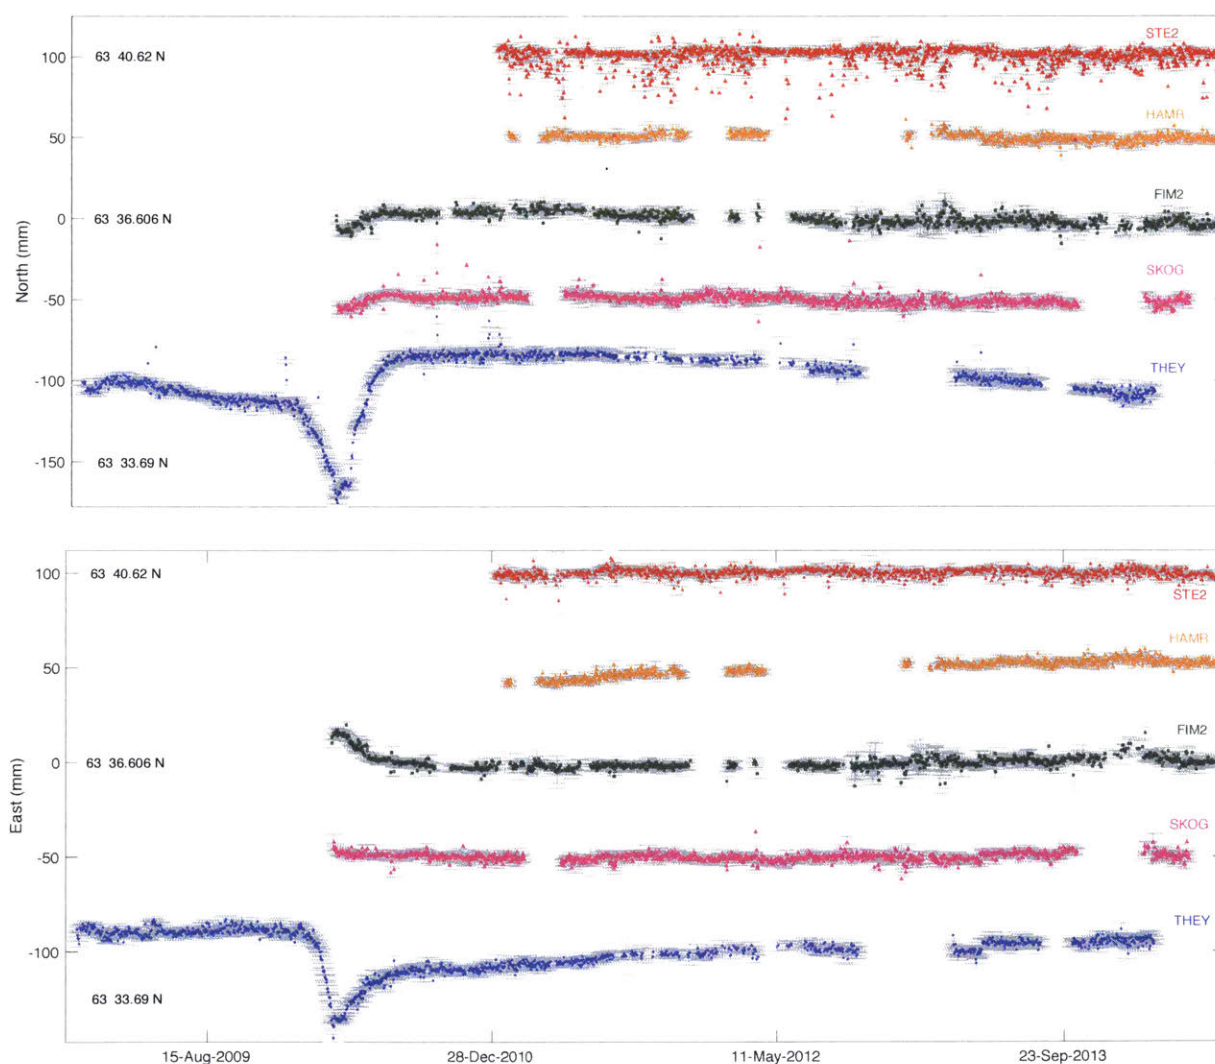 STE2
100
63 40.62 N
HAMR
50
FIM2
0
63 36.606 N
North (mm)
SKOG
-50
THEY
-100
-150
63 33.69 N
100
63 40.62 N
STE2
HAMR
50
FIM2
0
63 36.606 N
East (mm)
SKOG
-50
THEY
-100
63 33.69 N
15-Aug-2009 28-Dec-2010 11-May-2012 23-Sep-2013